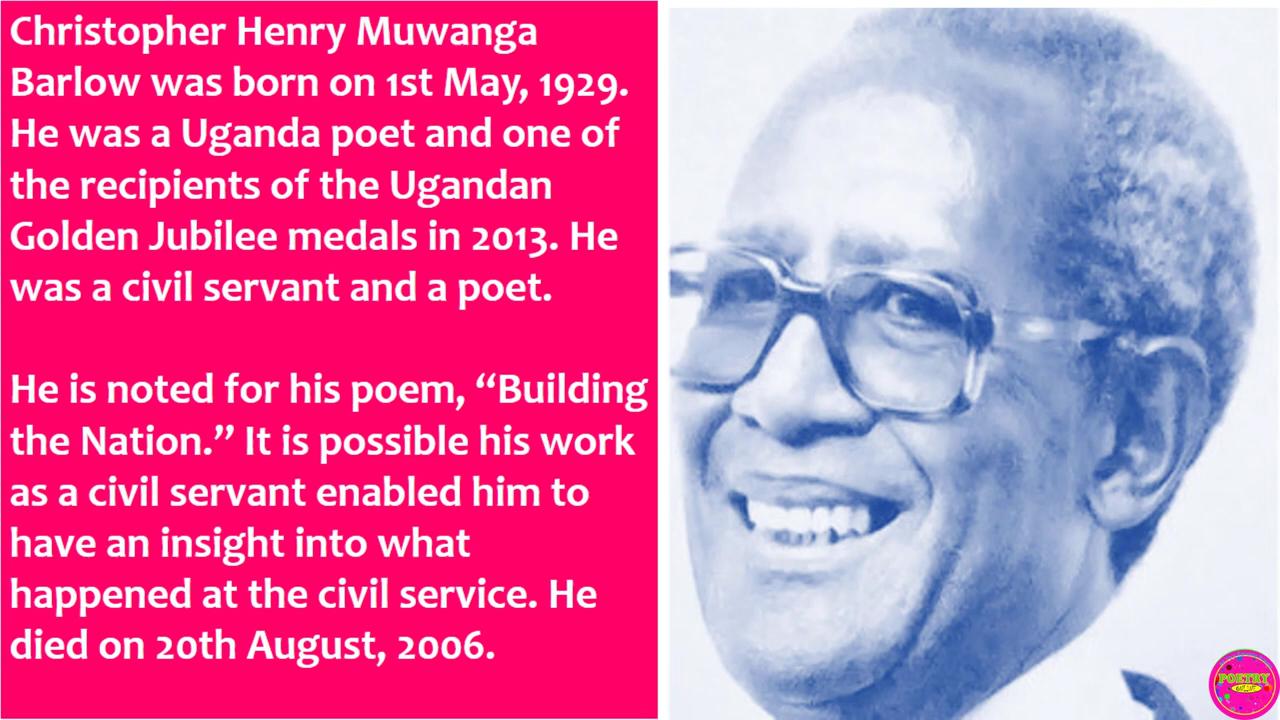 Christopher Henry Muwanga
Barlow was born on 1st May, 1929.
He was a Uganda poet and one of
the recipients of the Ugandan
Golden Jubilee medals in 2013. He
was a civil servant and a poet.
He is noted for his poem, “Building
the Nation.” It is possible his work
as a civil servant enabled him to
have an insight into what
happened at the civil service. He
died on 20th August, 2006.
POETRY